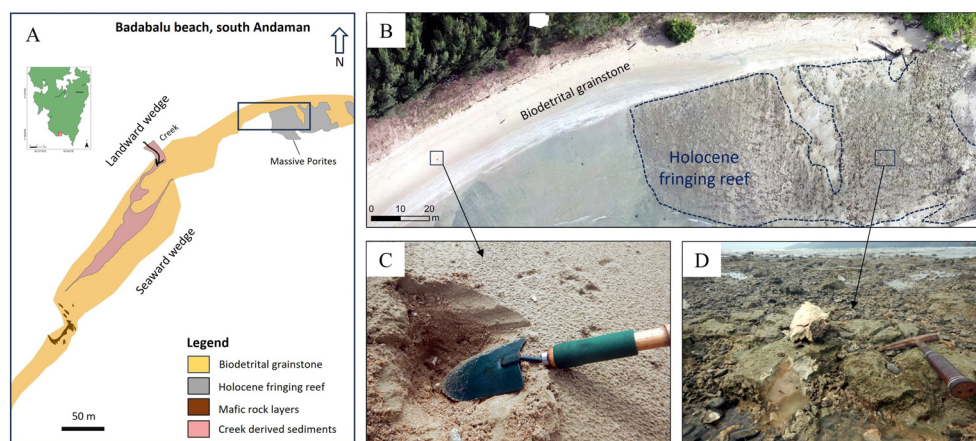 A
Badabalu beach, south Andaman
N
Landward wedge
Creek
Massive Porites
Seaward wedge
Legend
Biodetrital grainstone
Holocene fringing reef
Mafic rock layers
Creek derived sediments
50 m
B
Biodetrital grainstone
Holocene
fringing reef
0 10 20
m
C
D